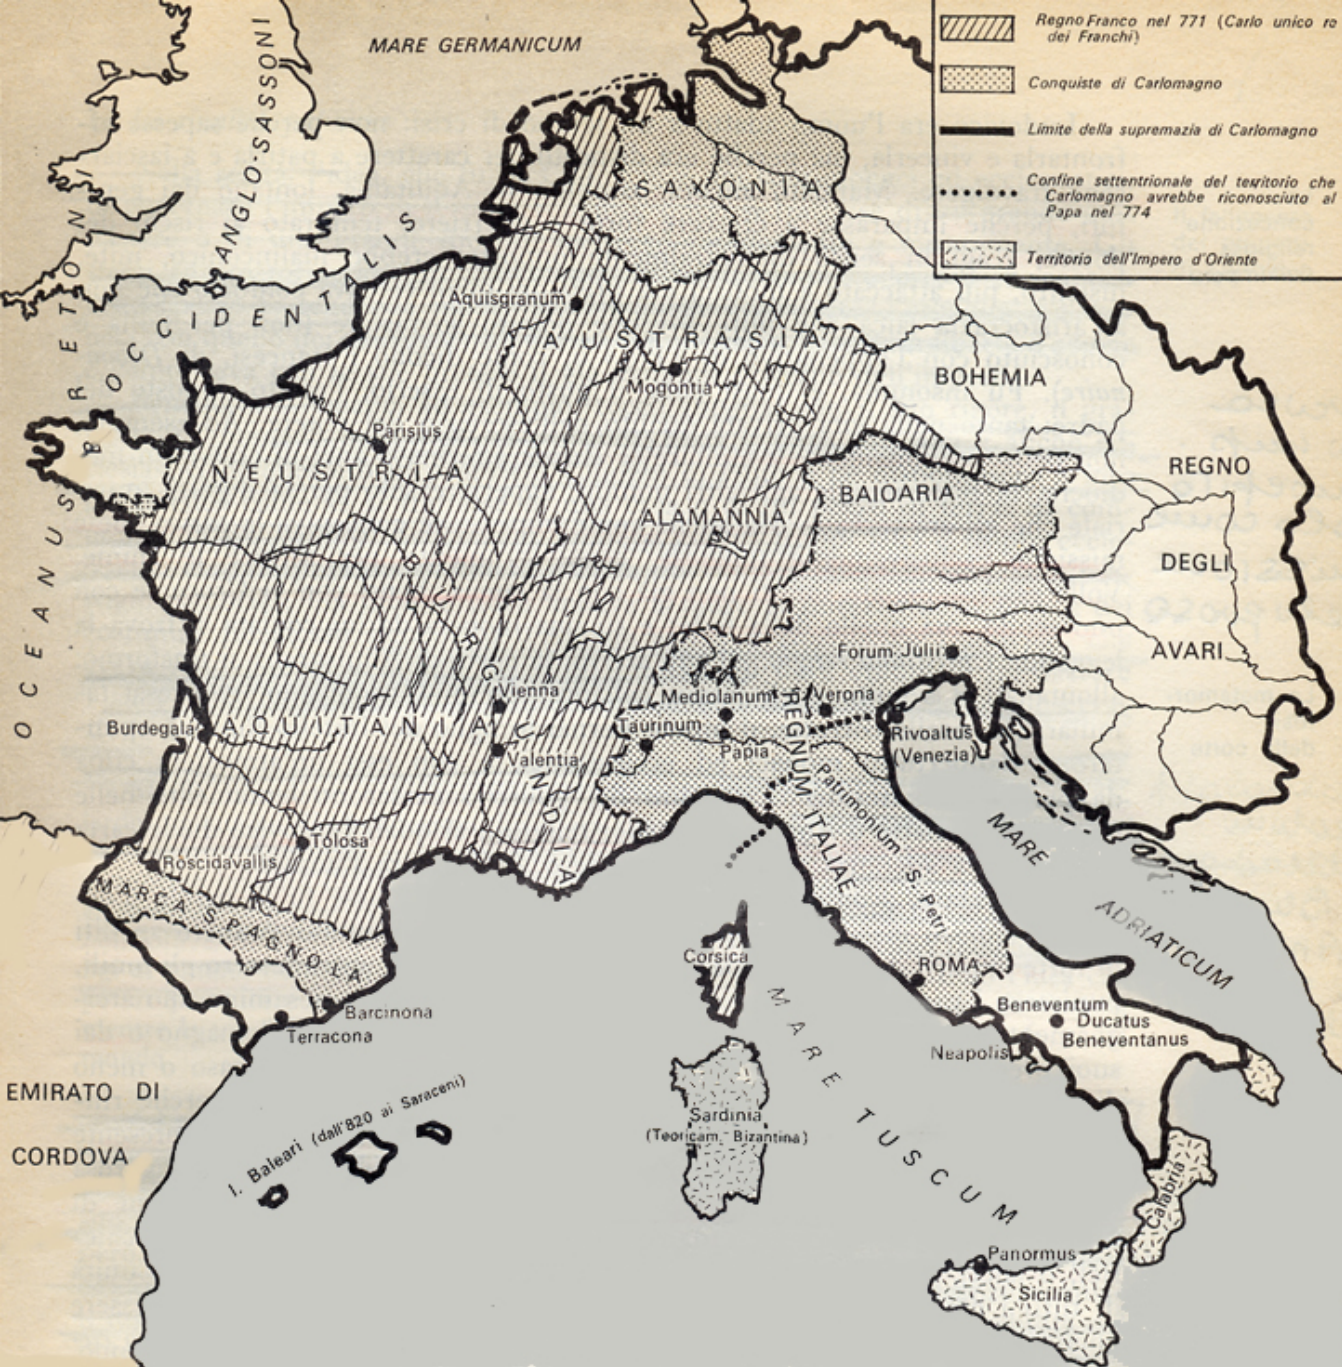 MARE GERMANICUM
Regno Franco nel 771 (Carlo unico re
dei Franchi)
Conquiste di Carlomagno
Limite della supremazia di Carlomagno
Confine settentrionale del territorio che
Carlomagno avrebbe riconosciuto al
Papa nel 774
Territorio dell'Impero d'Oriente
ANGLO-SASSONI
BRETONI
OCCIDENTALIS
OCEANUS
SAXONIA
Aquisgranum
AUSTRASIA
Mogontia
BOHEMIA
Parisius
NEUSTRIA
REGNO
DEGLI
AVARI
BAIOARIA
ALAMANNIA
BURGUNDIA
Forum Julii
Vienna
Mediolanum
Verona
Burdegala
AQUITANIA
Taurinum
Rivoaltus
(Venezia)
Valentia
Papia
REGNUM ITALIAE
Patrimonium S. Petri
Tolosa
Roscidavallis
MARE
ADRIATICUM
MARCA SPAGNOLA
Corsica
ROMA
Barcinona
Terracona
Beneventum
Ducatus
Beneventanus
Neapolis
MARE TUSCUM
EMIRATO DI
CORDOVA
I. Baleari (dall'820 ai Saraceni)
Sardinia
(Teoricam. Bizantina)
Calabria
Panormus
Sicilia